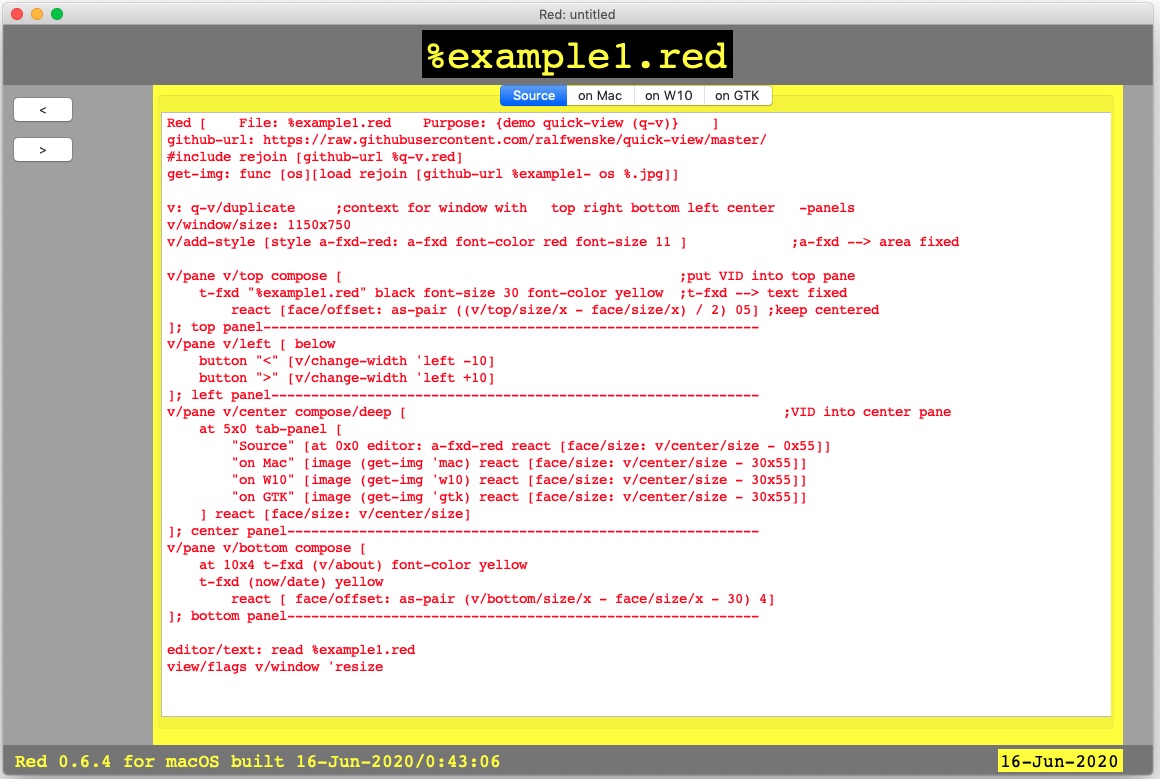 Red: untitled
%example1.red
<
>
Source on Mac on W10 on GTK
Red [    File: %example1.red    Purpose: {demo quick-view (q-v)}    ]
github-url: https://raw.githubusercontent.com/ralfwenske/quick-view/master/
#include rejoin [github-url %q-v.red]
get-img: func [os][load rejoin [github-url %example1- os %.jpg]]
v: q-v/duplicate     ;context for window with   top right bottom left center   -panels
v/window/size: 1150x750
v/add-style [style a-fxd-red: a-fxd font-color red font-size 11 ]             ;a-fxd --> area fixed
v/pane v/top compose [                                          ;put VID into top pane
    t-fxd "%example1.red" black font-size 30 font-color yellow  ;t-fxd --> text fixed
        react [face/offset: as-pair ((v/top/size/x - face/size/x) / 2) 05] ;keep centered
]; top panel--------------------------------------------------------------
v/pane v/left [ below
    button "<" [v/change-width 'left -10]
    button ">" [v/change-width 'left +10]
]; left panel-------------------------------------------------------------
v/pane v/center compose/deep [                                               ;VID into center pane
    at 5x0 tab-panel [
        "Source" [at 0x0 editor: a-fxd-red react [face/size: v/center/size - 0x55]]
        "on Mac" [image (get-img 'mac) react [face/size: v/center/size - 30x55]]
        "on W10" [image (get-img 'w10) react [face/size: v/center/size - 30x55]]
        "on GTK" [image (get-img 'gtk) react [face/size: v/center/size - 30x55]]
    ] react [face/size: v/center/size]
]; center panel-----------------------------------------------------------
v/pane v/bottom compose [
    at 10x4 t-fxd (v/about) font-color yellow
    t-fxd (now/date) yellow
        react [ face/offset: as-pair (v/bottom/size/x - face/size/x - 30) 4]
]; bottom panel-----------------------------------------------------------
editor/text: read %example1.red
view/flags v/window 'resize
Red 0.6.4 for macOS built 16-Jun-2020/0:43:06
16-Jun-2020